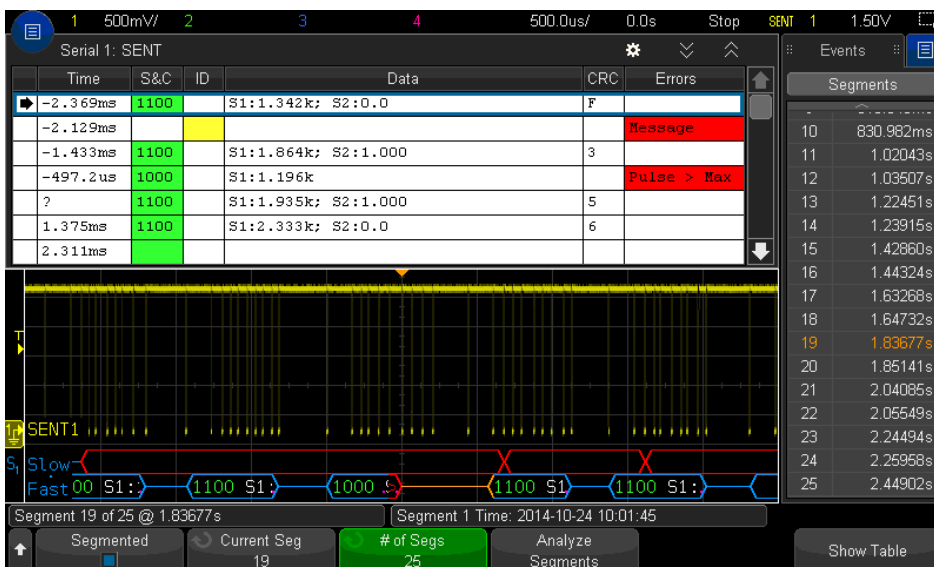 1 500mV/ 2 3 4 500.0us/ 0.0s Stop SENT 1 1.50V
Serial 1: SENT
Events
Time S&C ID Data CRC Errors
Segments
-2.369ms 1100 S1:1.342k; S2:0.0 F
-2.129ms Message
-1.433ms 1100 S1:1.864k; S2:1.000 3
-497.2us 1000 S1:1.196k Pulse > Max
? 1100 S1:1.935k; S2:1.000 5
1.375ms 1100 S1:2.333k; S2:0.0 6
2.311ms
10 830.982ms
11 1.02043s
12 1.03507s
13 1.22451s
14 1.23915s
15 1.42860s
16 1.44324s
17 1.63268s
18 1.64732s
19 1.83677s
20 1.85141s
21 2.04085s
22 2.05549s
23 2.24494s
24 2.25958s
25 2.44902s
T
SENT1
S1 Slow
Fast 00 S1: 1100 S1: 1000 S 1100 S1 1100 S1:
Segment 19 of 25 @ 1.83677s
Segment 1 Time: 2014-10-24 10:01:45
Segmented
Current Seg
19
# of Segs
25
Analyze
Segments
Show Table